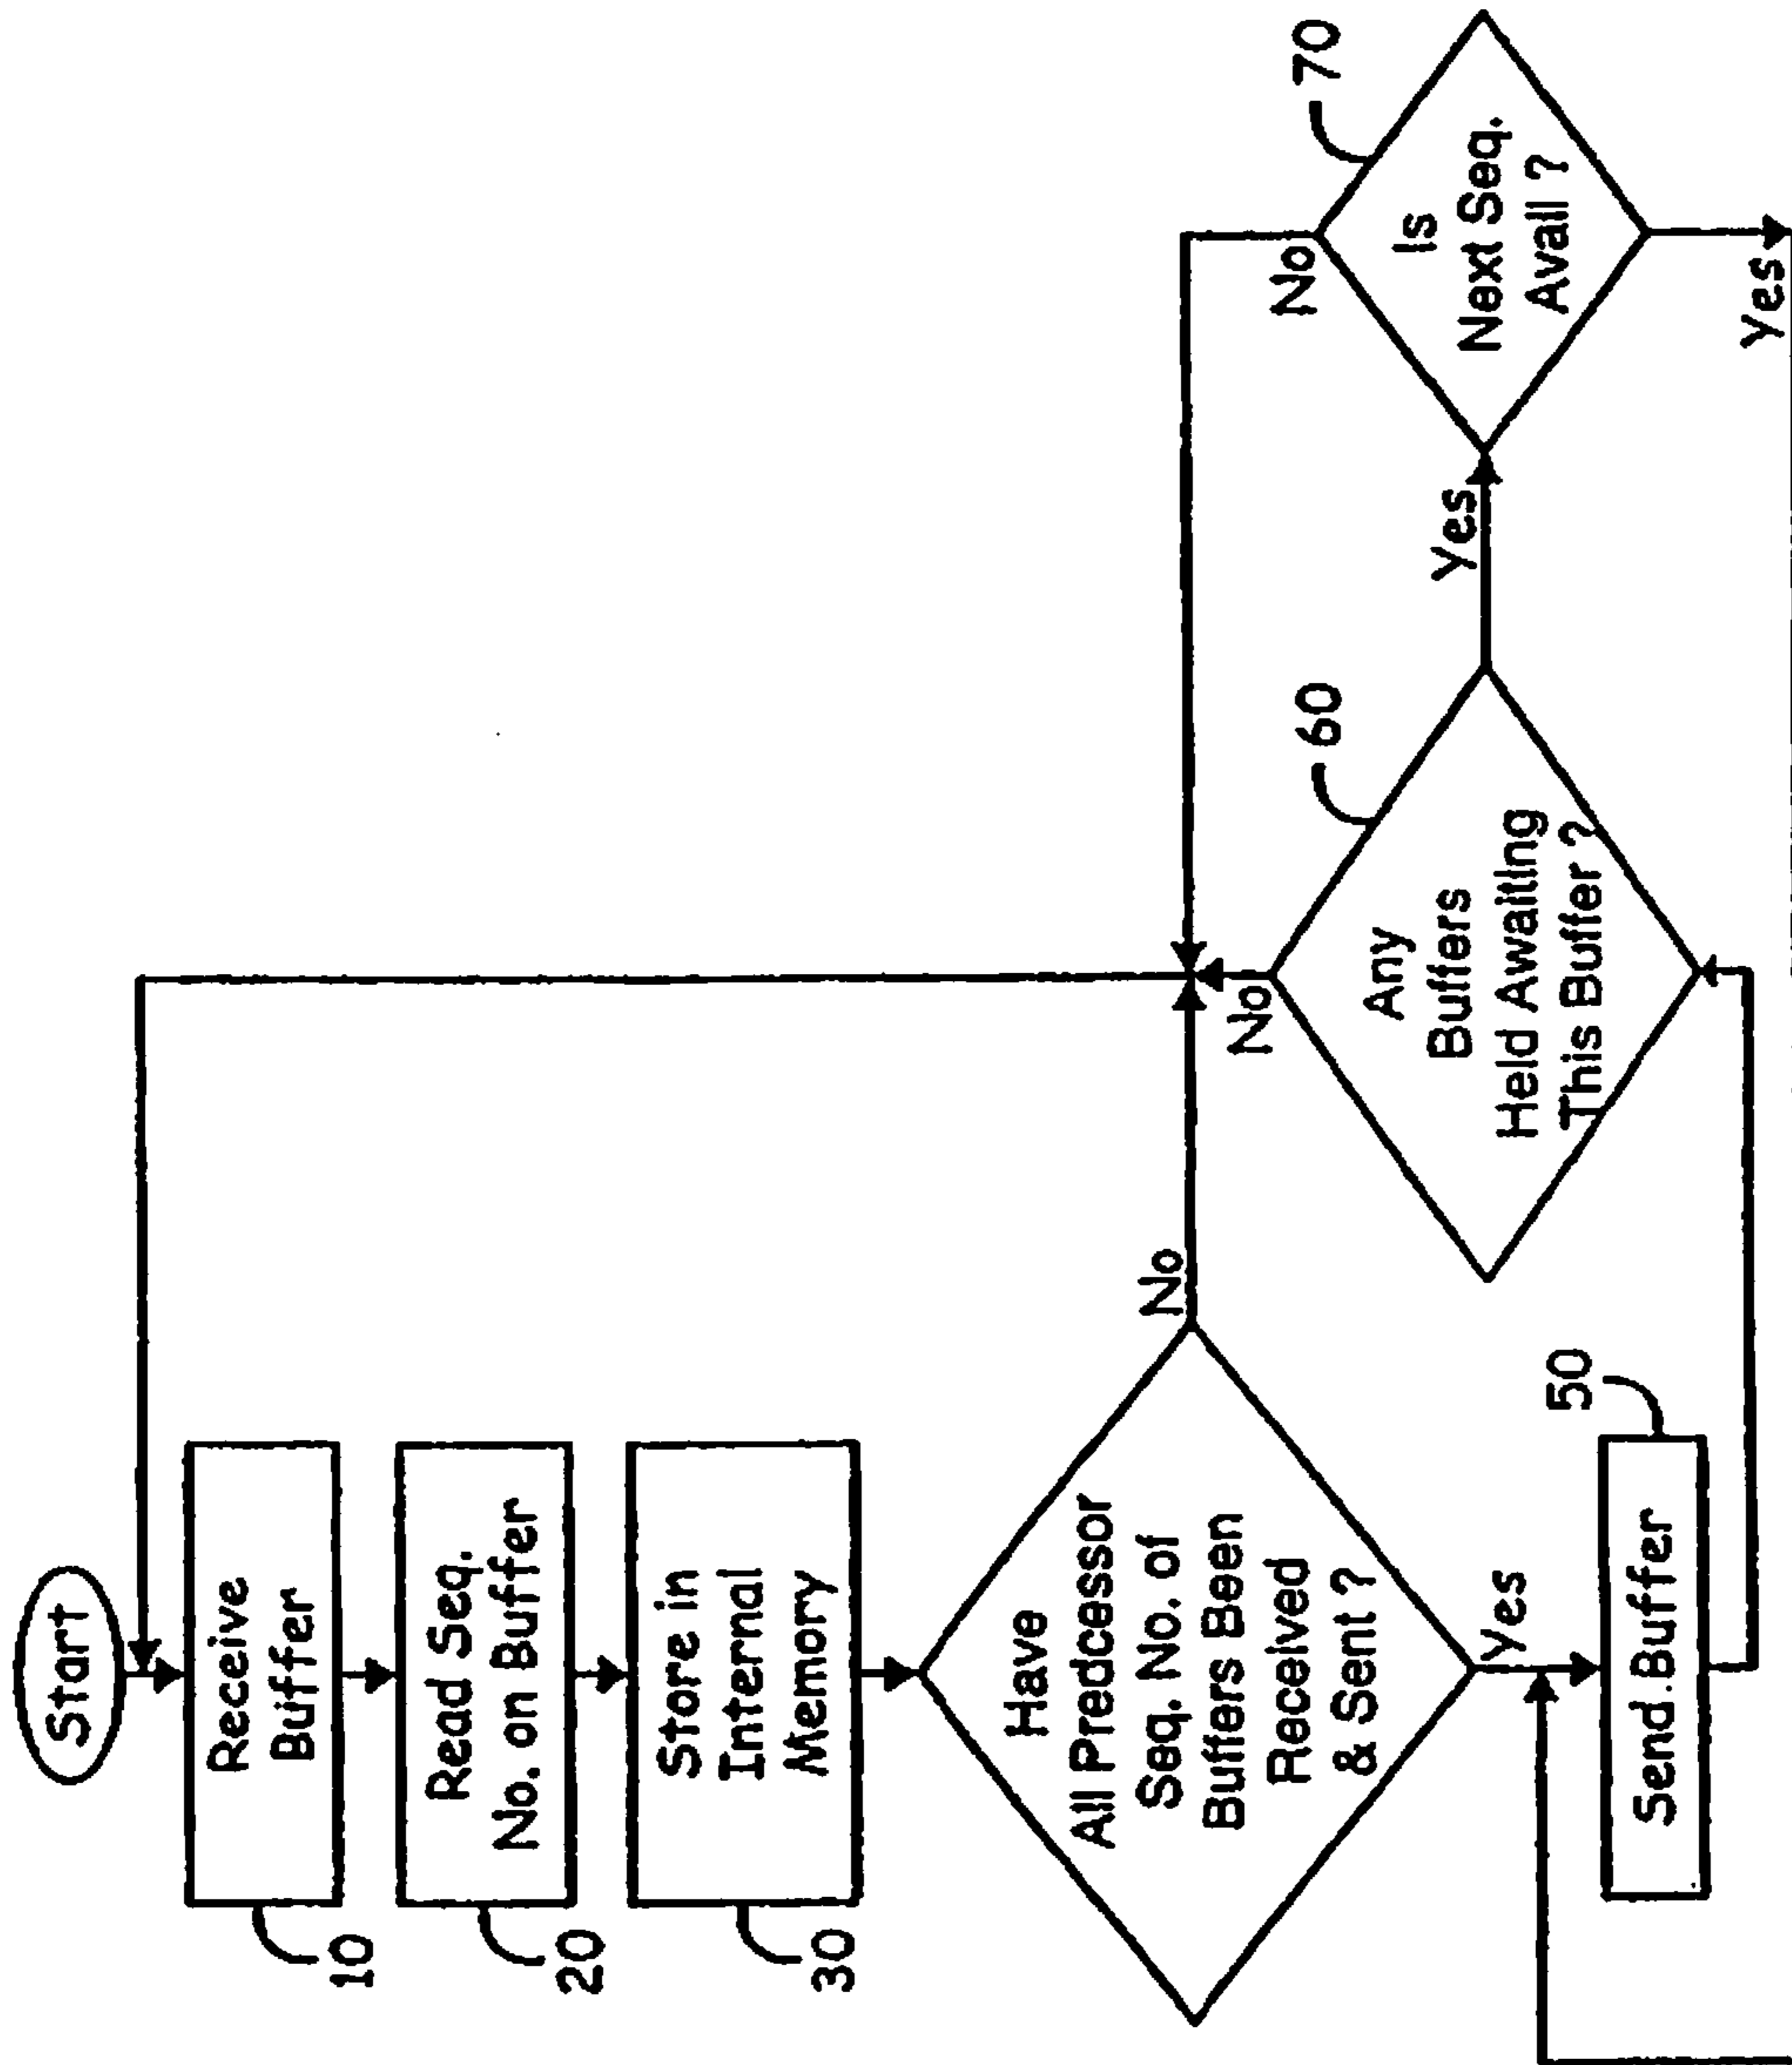 Start
Receive
Buffer
10
Read Seq.
No. on Buffer
20
Store in
Internal
Memory
30
Have
All Predcessor
Seq. No. of
Buffers Been
Received
& Sent ?
No
Yes
Send.Buffer
50
Any
Buffers
Held Awaiting
This Buffer ?
60
No
Yes
Is
Next Seq.
Avail ?
70
No
Yes